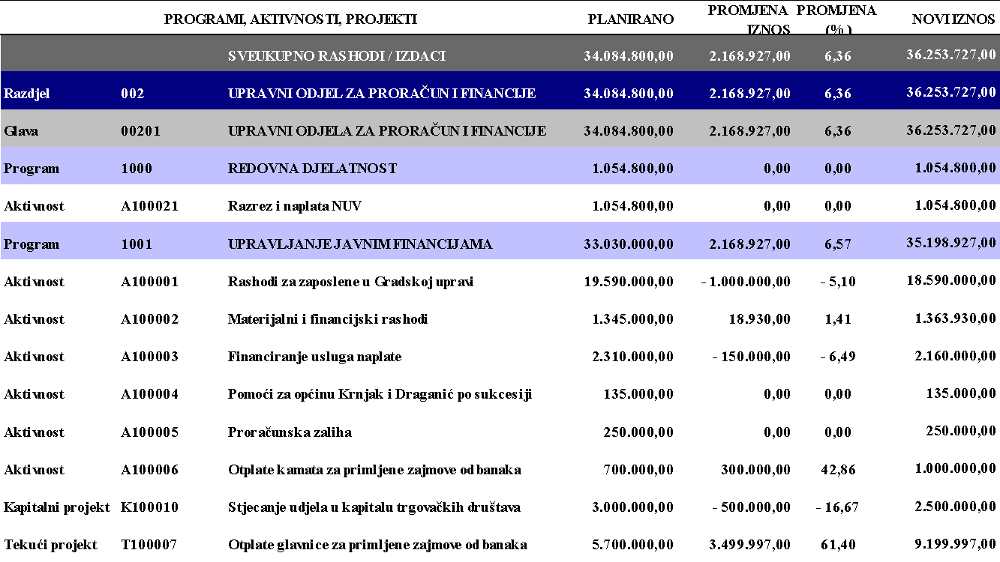 PROGRAMI, AKTIVNOSTI, PROJEKTI PLANIRANO PROMJENA IZNOS PROMJENA (%) NOVI IZNOS
SVEUKUPNO RASHODI / IZDACI 34.084.800,00 2.168.927,00 6,36 36.253.727,00
Razdjel 002 UPRAVNI ODJEL ZA PRORAČUN I FINANCIJE 34.084.800,00 2.168.927,00 6,36 36.253.727,00
Glava 00201 UPRAVNI ODJELA ZA PRORAČUN I FINANCIJE 34.084.800,00 2.168.927,00 6,36 36.253.727,00
Program 1000 REDOVNA DJELATNOST 1.054.800,00 0,00 0,00 1.054.800,00
Aktivnost A100021 Razrez i naplata NUV 1.054.800,00 0,00 0,00 1.054.800,00
Program 1001 UPRAVLJANJE JAVNIM FINANCIJAMA 33.030.000,00 2.168.927,00 6,57 35.198.927,00
Aktivnost A100001 Rashodi za zaposlene u Gradskoj upravi 19.590.000,00 - 1.000.000,00 - 5,10 18.590.000,00
Aktivnost A100002 Materijalni i financijski rashodi 1.345.000,00 18.930,00 1,41 1.363.930,00
Aktivnost A100003 Financiranje usluga naplate 2.310.000,00 - 150.000,00 - 6,49 2.160.000,00
Aktivnost A100004 Pomoći za općinu Krnjak i Draganić po sukcesiji 135.000,00 0,00 0,00 135.000,00
Aktivnost A100005 Proračunska zaliha 250.000,00 0,00 0,00 250.000,00
Aktivnost A100006 Otplate kamata za primljene zajmove od banaka 700.000,00 300.000,00 42,86 1.000.000,00
Kapitalni projekt K100010 Stjecanje udjela u kapitalu trgovačkih društava 3.000.000,00 - 500.000,00 - 16,67 2.500.000,00
Tekući projekt T100007 Otplate glavnice za primljene zajmove od banaka 5.700.000,00 3.499.997,00 61,40 9.199.997,00